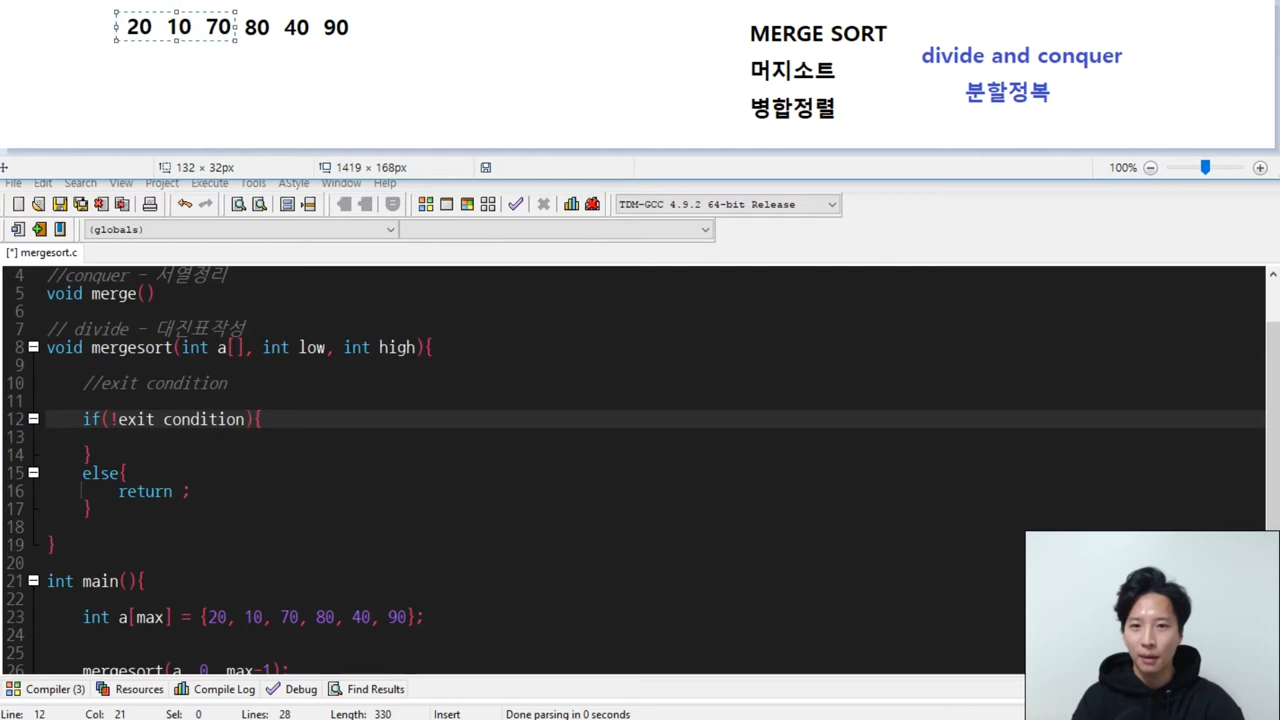 20 10 70 80 40 90
MERGE SORT
머지소트
병합정렬
divide and conquer
분할정복
132 × 32px
1419 × 168px
100%
File Edit Search View Project Execute Tools AStyle Window Help
TDM-GCC 4.9.2 64-bit Release
(globals)
[*] mergesort.c
4 //conquer - 서열정리
5 void merge()
6
7 // divide - 대진표작성
8 void mergesort(int a[], int low, int high){
9
10 //exit condition
11
12 if(!exit condition){
13
14 }
15 else{
16 return ;
17 }
18
19 }
20
21 int main(){
22
23 int a[max] = {20, 10, 70, 80, 40, 90};
24
25
26 mergesort(a, 0, max-1);
Compiler (3) Resources Compile Log Debug Find Results
Line: 12 Col: 21 Sel: 0 Lines: 28 Length: 330 Insert Done parsing in 0 seconds